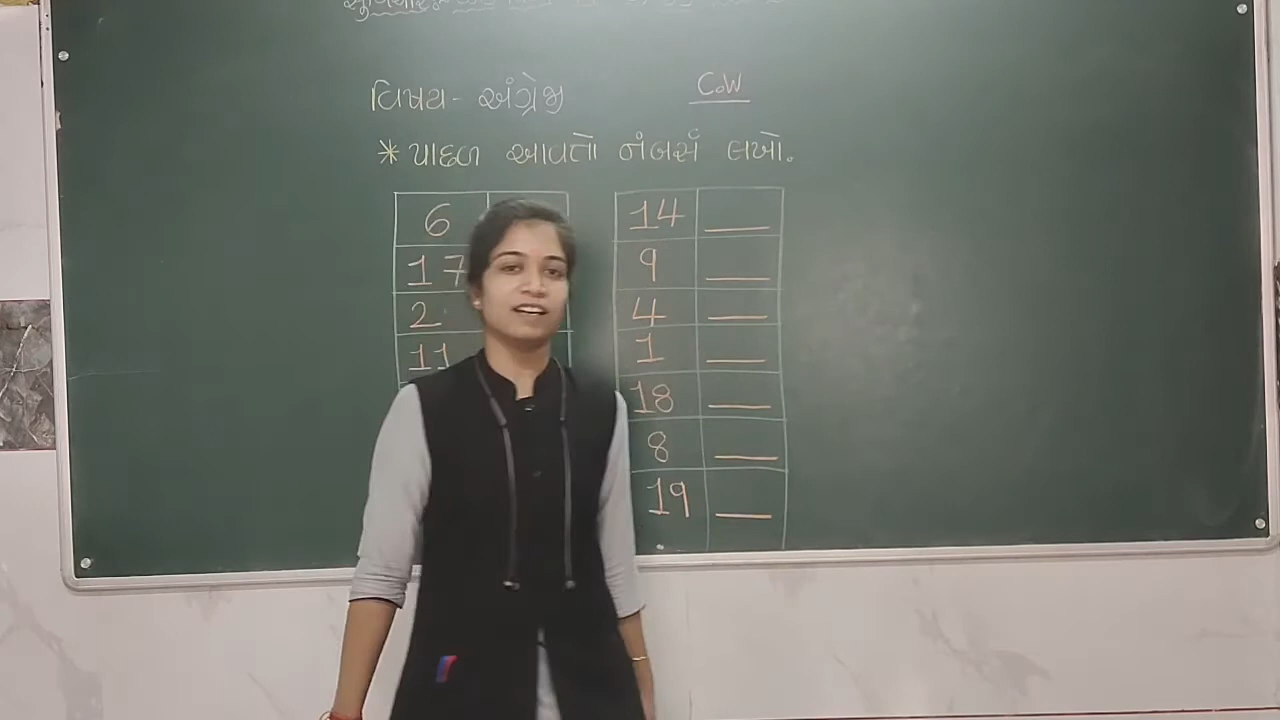 વિષય - અંગ્રેજી C.W
* પાછળ આવતો નંબર્સ લખો.
6 14 ___
17 9 ___
2 4 ___
11 1 ___
18 ___
8 ___
19 ___